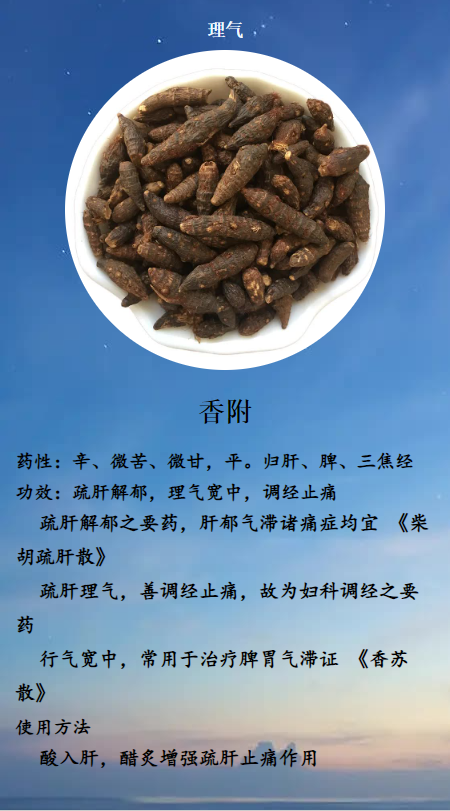 理气
香附
药性：辛、微苦、微甘，平。归肝、脾、三焦经
功效：疏肝解郁，理气宽中，调经止痛
疏肝解郁之要药，肝郁气滞诸痛症均宜 《柴
胡疏肝散》
疏肝理气，善调经止痛，故为妇科调经之要
药
行气宽中，常用于治疗脾胃气滞证 《香苏
散》
使用方法
酸入肝，醋炙增强疏肝止痛作用